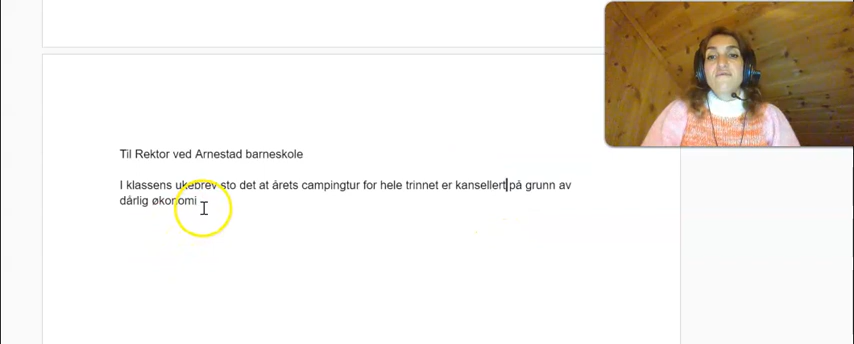 Til Rektor ved Arnestad barneskole
I klassens ukebrev sto det at årets campingtur for hele trinnet er kansellert på grunn av
dårlig økonomi